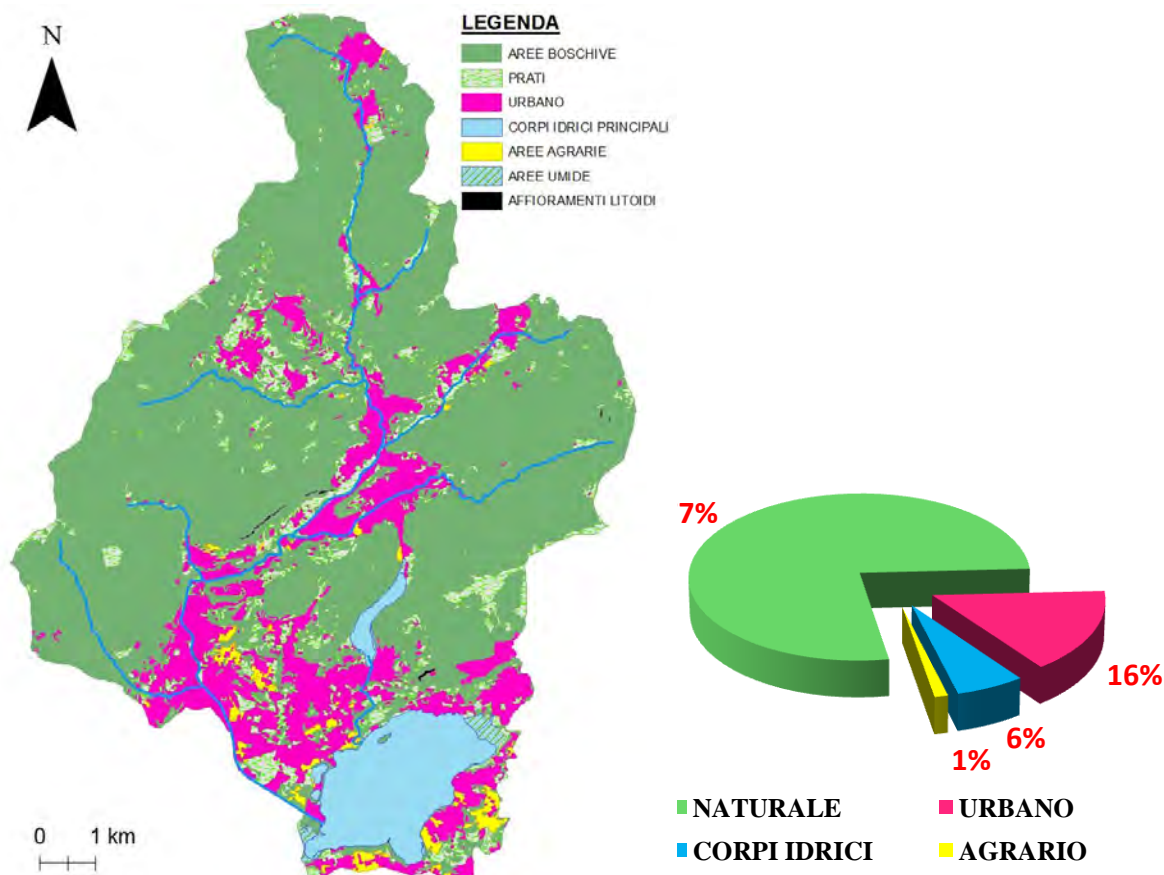 N
LEGENDA
AREE BOSCHIVE
PRATI
URBANO
CORPI IDRICI PRINCIPALI
AREE AGRARIE
AREE UMIDE
AFFIORAMENTI LITOIDI
0 1 km
7%
16%
6%
1%
NATURALE URBANO
CORPI IDRICI AGRARIO